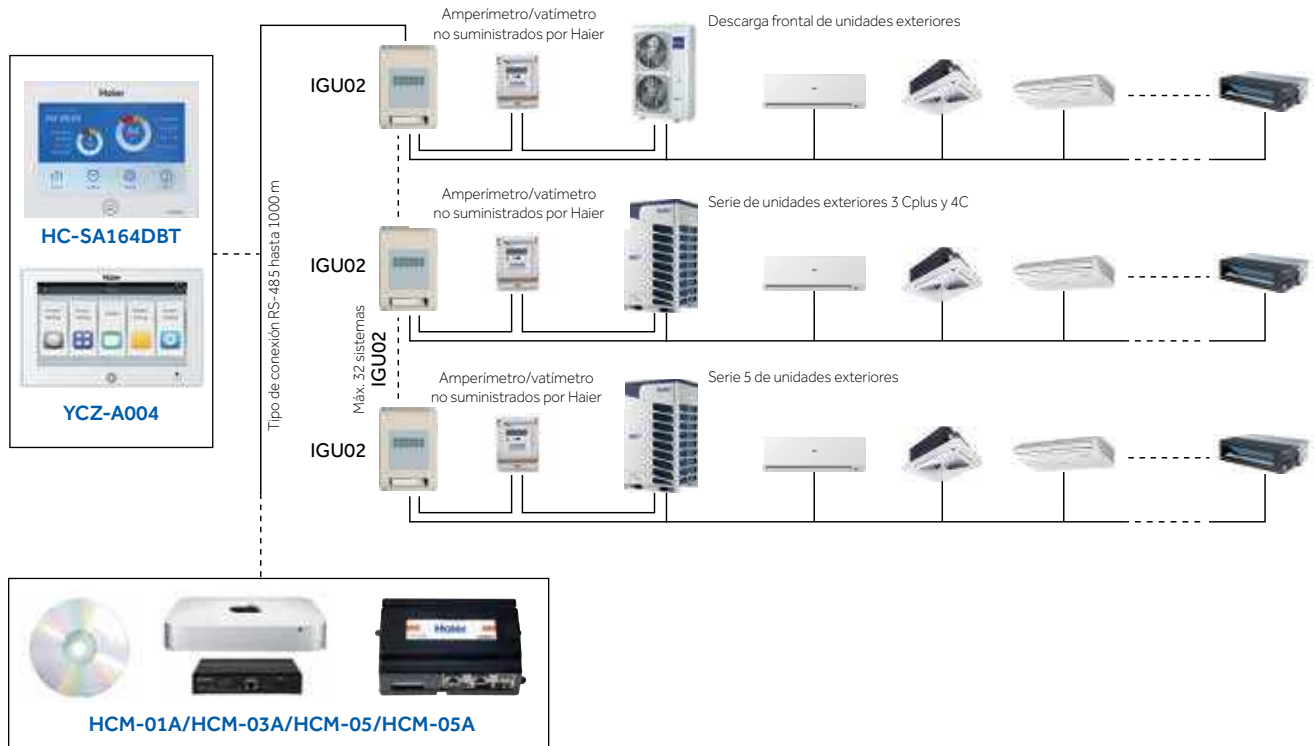 Amperímetro/vatímetro
no suministrados por Haier
Descarga frontal de unidades exteriores
IGU02
Haier
HC-SA164DBT
Haier
YCZ-A004
Tipo de conexión RS-485 hasta 1000 m
Máx. 32 sistemas
IGU02
Amperímetro/vatímetro
no suministrados por Haier
Serie de unidades exteriores 3 Cplus y 4C
IGU02
Amperímetro/vatímetro
no suministrados por Haier
Serie 5 de unidades exteriores
IGU02
Haier
HCM-01A/HCM-03A/HCM-05/HCM-05A